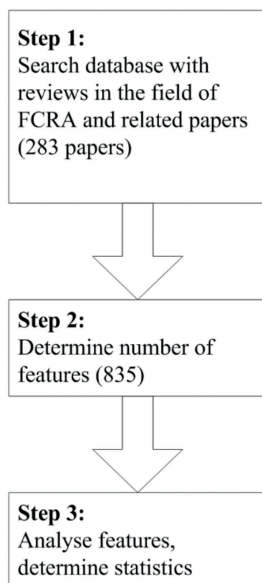 Step 1:
Search database with
reviews in the field of
FCRA and related papers
(283 papers)
Step 2:
Determine number of
features (835)
Step 3:
Analyse features,
determine statistics